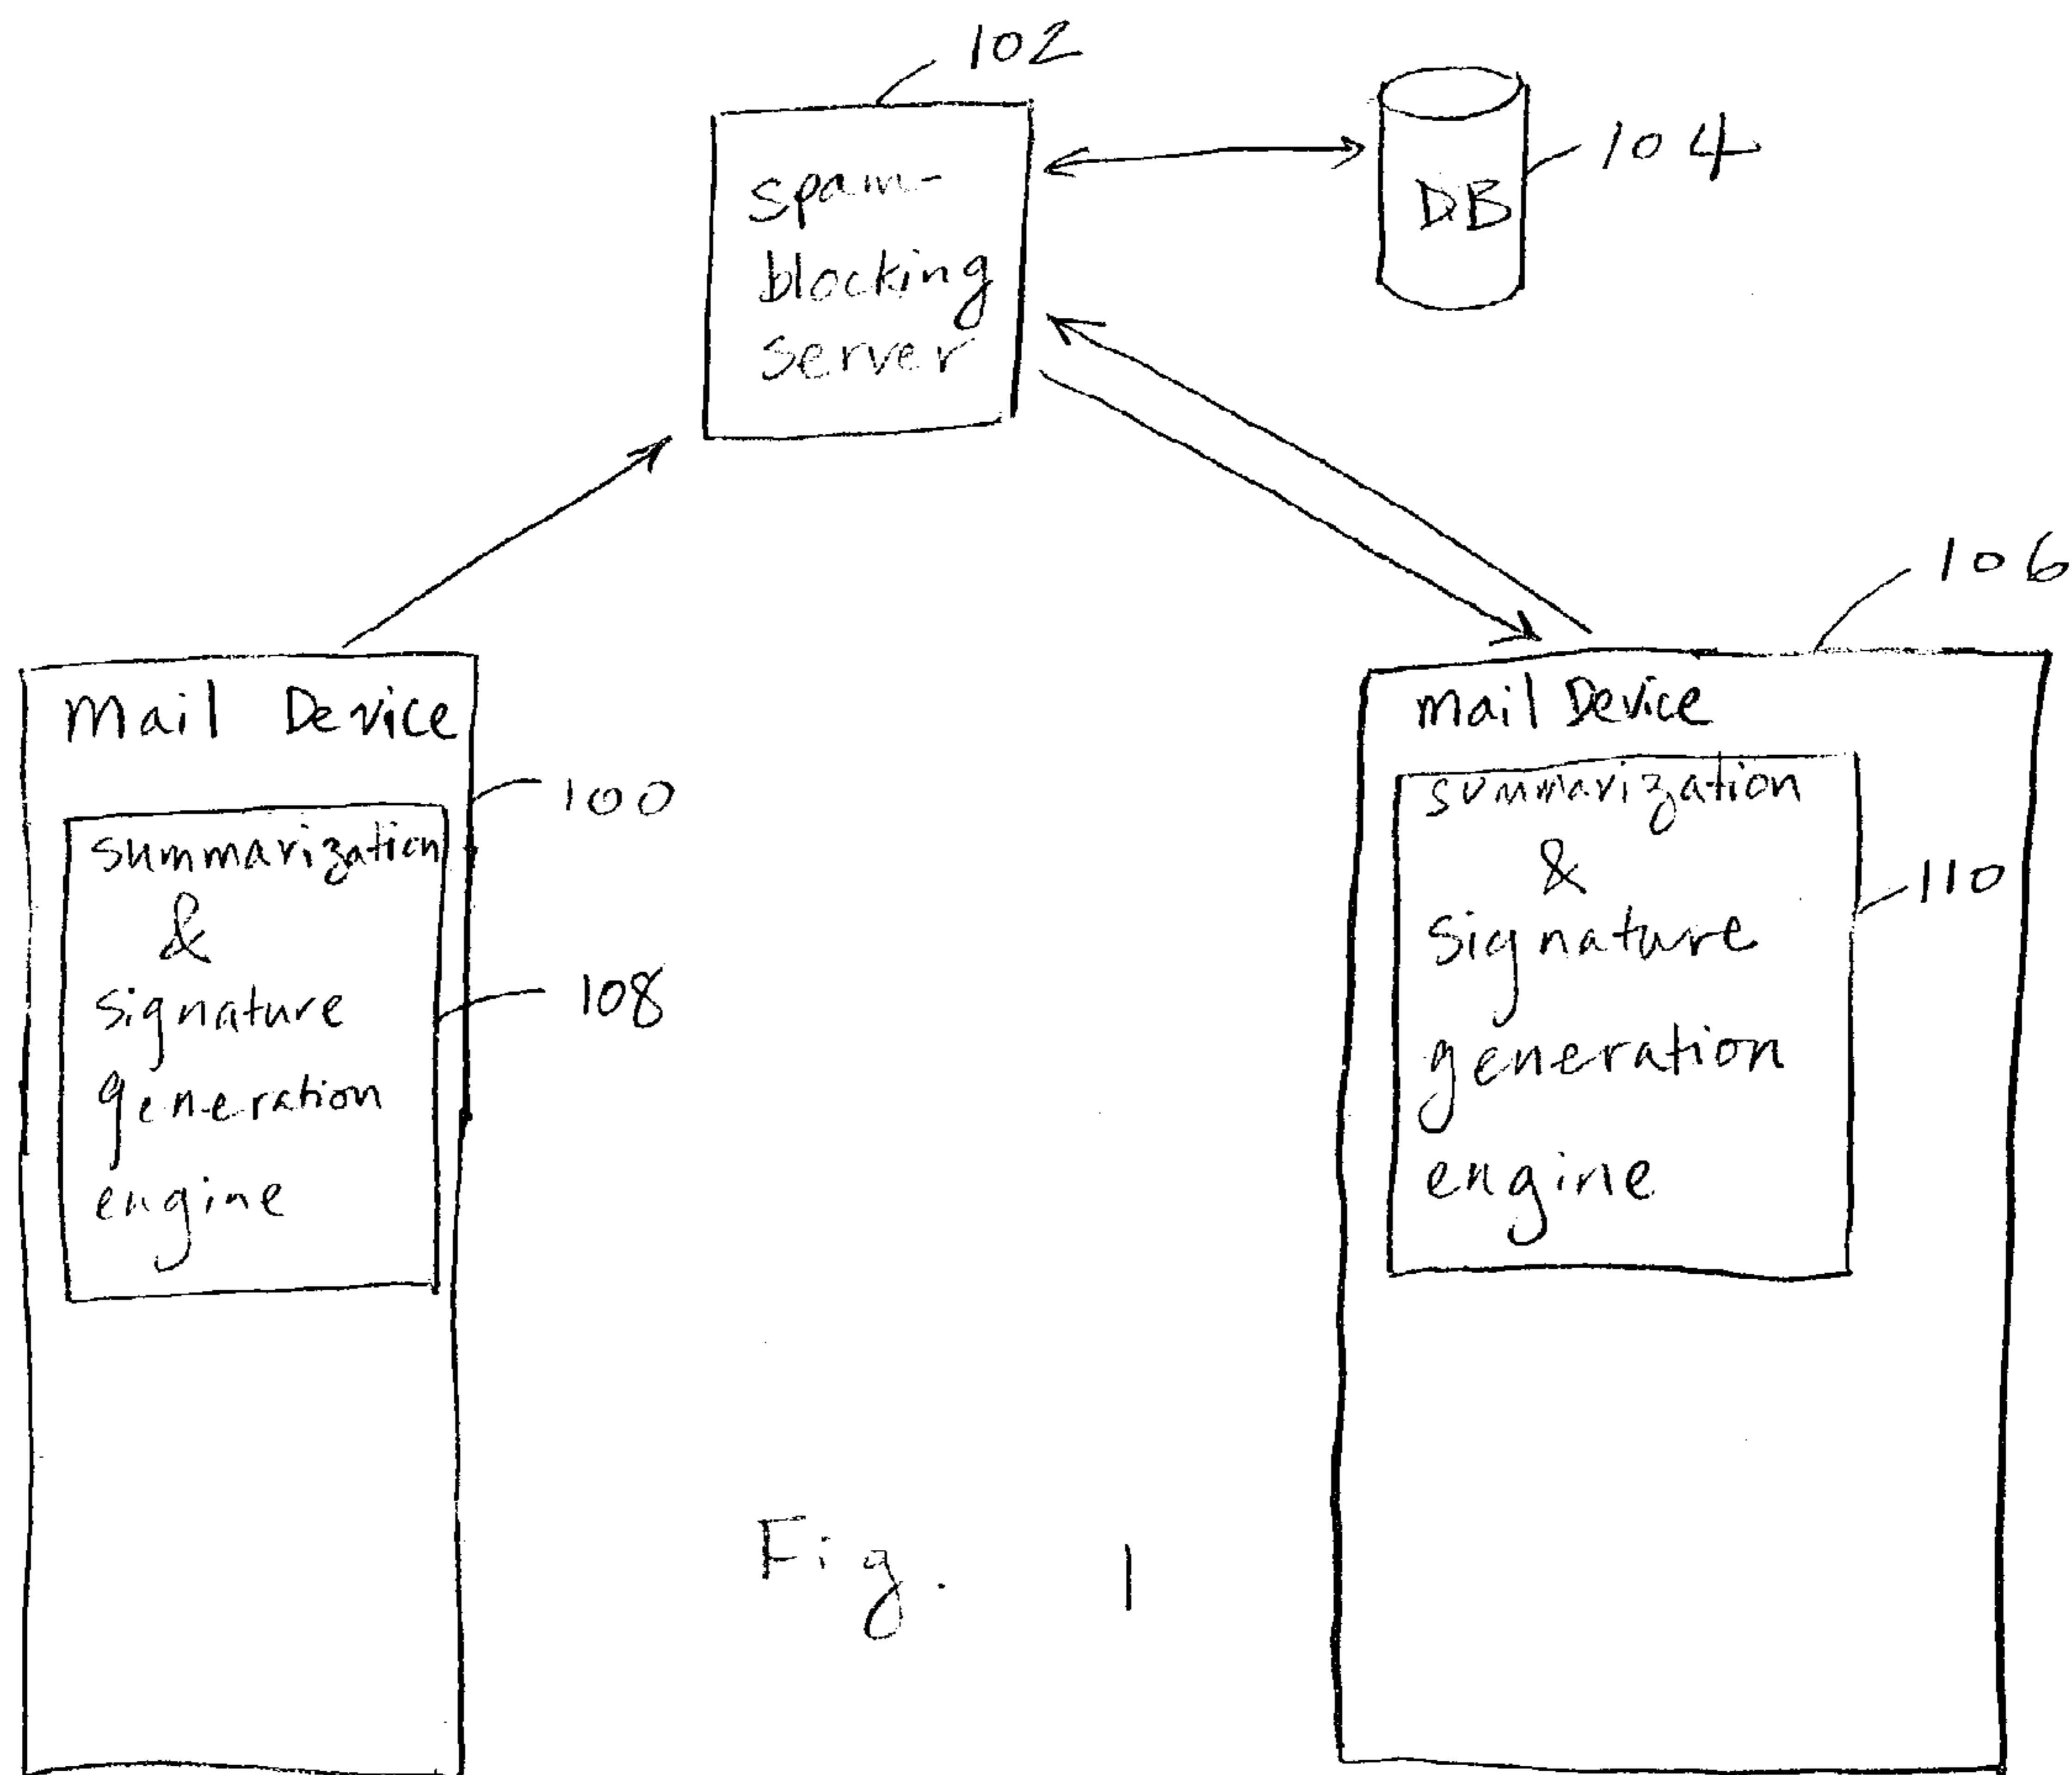 102
spam-
blocking
server
DB
104
106
Mail Device
100
summarization
&
signature
generation
engine
108
mail Device
summarization
&
signature
generation
engine
110
Fig. 1